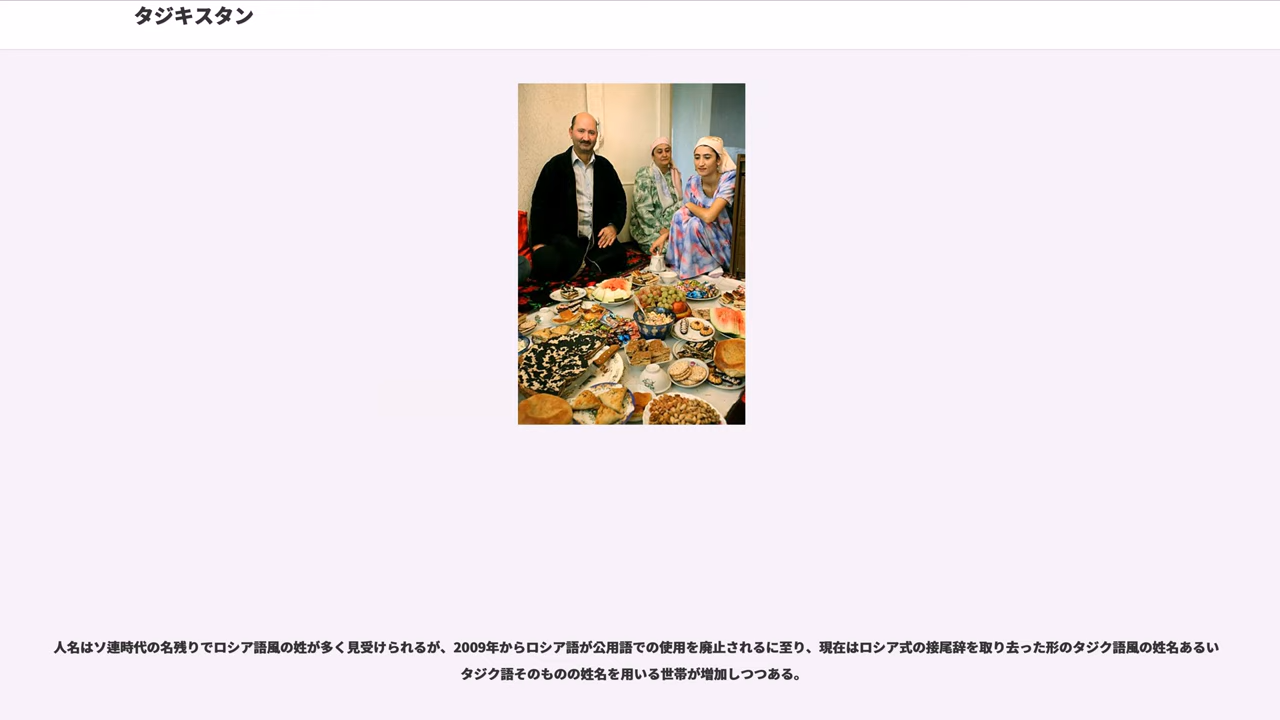 タジキスタン
人名はソ連時代の名残りでロシア語風の姓が多く見受けられるが、2009年からロシア語が公用語での使用を廃止されるに至り、現在はロシア式の接尾辞を取り去った形のタジク語風の姓名あるい
タジク語そのものの姓名を用いる世帯が増加しつつある。